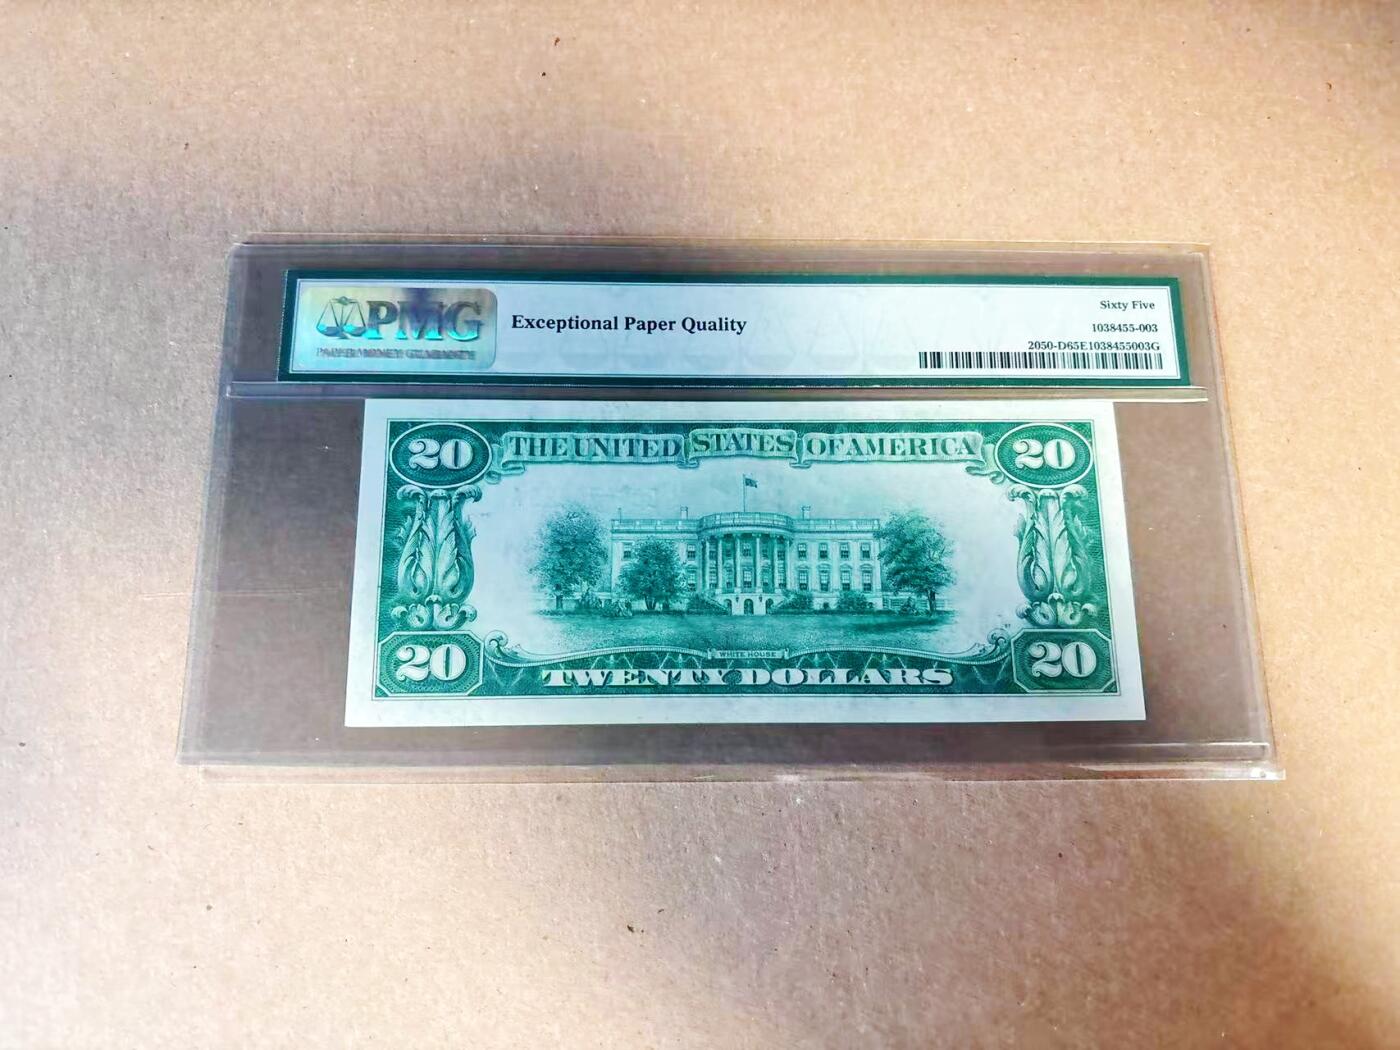 PMG
PAPER MONEY GUARANTY
Exceptional Paper Quality
Sixty Five
1038455-003
2050-D65E1038455003G
20 THE UNITED STATES OF AMERICA 20
WHITE HOUSE
20 TWENTY DOLLARS 20